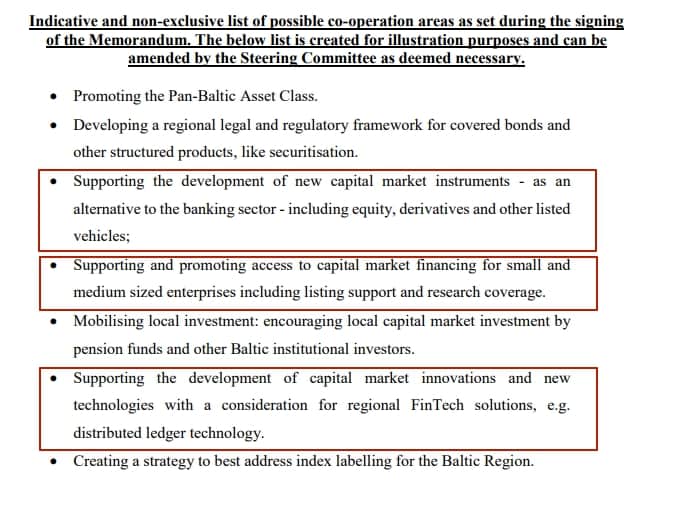 Indicative and non-exclusive list of possible co-operation areas as set during the signing
of the Memorandum. The below list is created for illustration purposes and can be
amended by the Steering Committee as deemed necessary.
• Promoting the Pan-Baltic Asset Class.
• Developing a regional legal and regulatory framework for covered bonds and
other structured products, like securitisation.
• Supporting the development of new capital market instruments - as an
alternative to the banking sector - including equity, derivatives and other listed
vehicles;
• Supporting and promoting access to capital market financing for small and
medium sized enterprises including listing support and research coverage.
• Mobilising local investment: encouraging local capital market investment by
pension funds and other Baltic institutional investors.
• Supporting the development of capital market innovations and new
technologies with a consideration for regional FinTech solutions, e.g.
distributed ledger technology.
• Creating a strategy to best address index labelling for the Baltic Region.